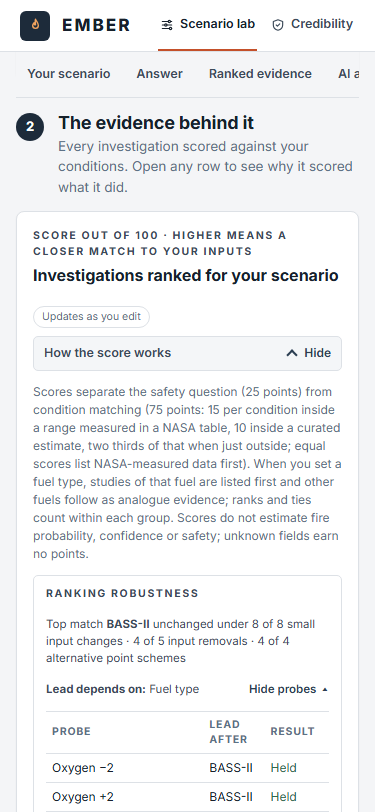 EMBER
Scenario lab
Credibility
Your scenario
Answer
Ranked evidence
AI a
2
The evidence behind it
Every investigation scored against your
conditions. Open any row to see why it scored
what it did.
SCORE OUT OF 100 · HIGHER MEANS A
CLOSER MATCH TO YOUR INPUTS
Investigations ranked for your scenario
Updates as you edit
How the score works
Hide
Scores separate the safety question (25 points) from
condition matching (75 points: 15 per condition inside
a range measured in a NASA table, 10 inside a curated
estimate, two thirds of that when just outside; equal
scores list NASA-measured data first). When you set a
fuel type, studies of that fuel are listed first and other
fuels follow as analogue evidence; ranks and ties
count within each group. Scores do not estimate fire
probability, confidence or safety; unknown fields earn
no points.
RANKING ROBUSTNESS
Top match BASS-II unchanged under 8 of 8 small
input changes · 4 of 5 input removals · 4 of 4
alternative point schemes
Lead depends on: Fuel type
Hide probes ▲
PROBE LEAD AFTER RESULT
Oxygen −2 BASS-II Held
Oxygen +2 BASS-II Held